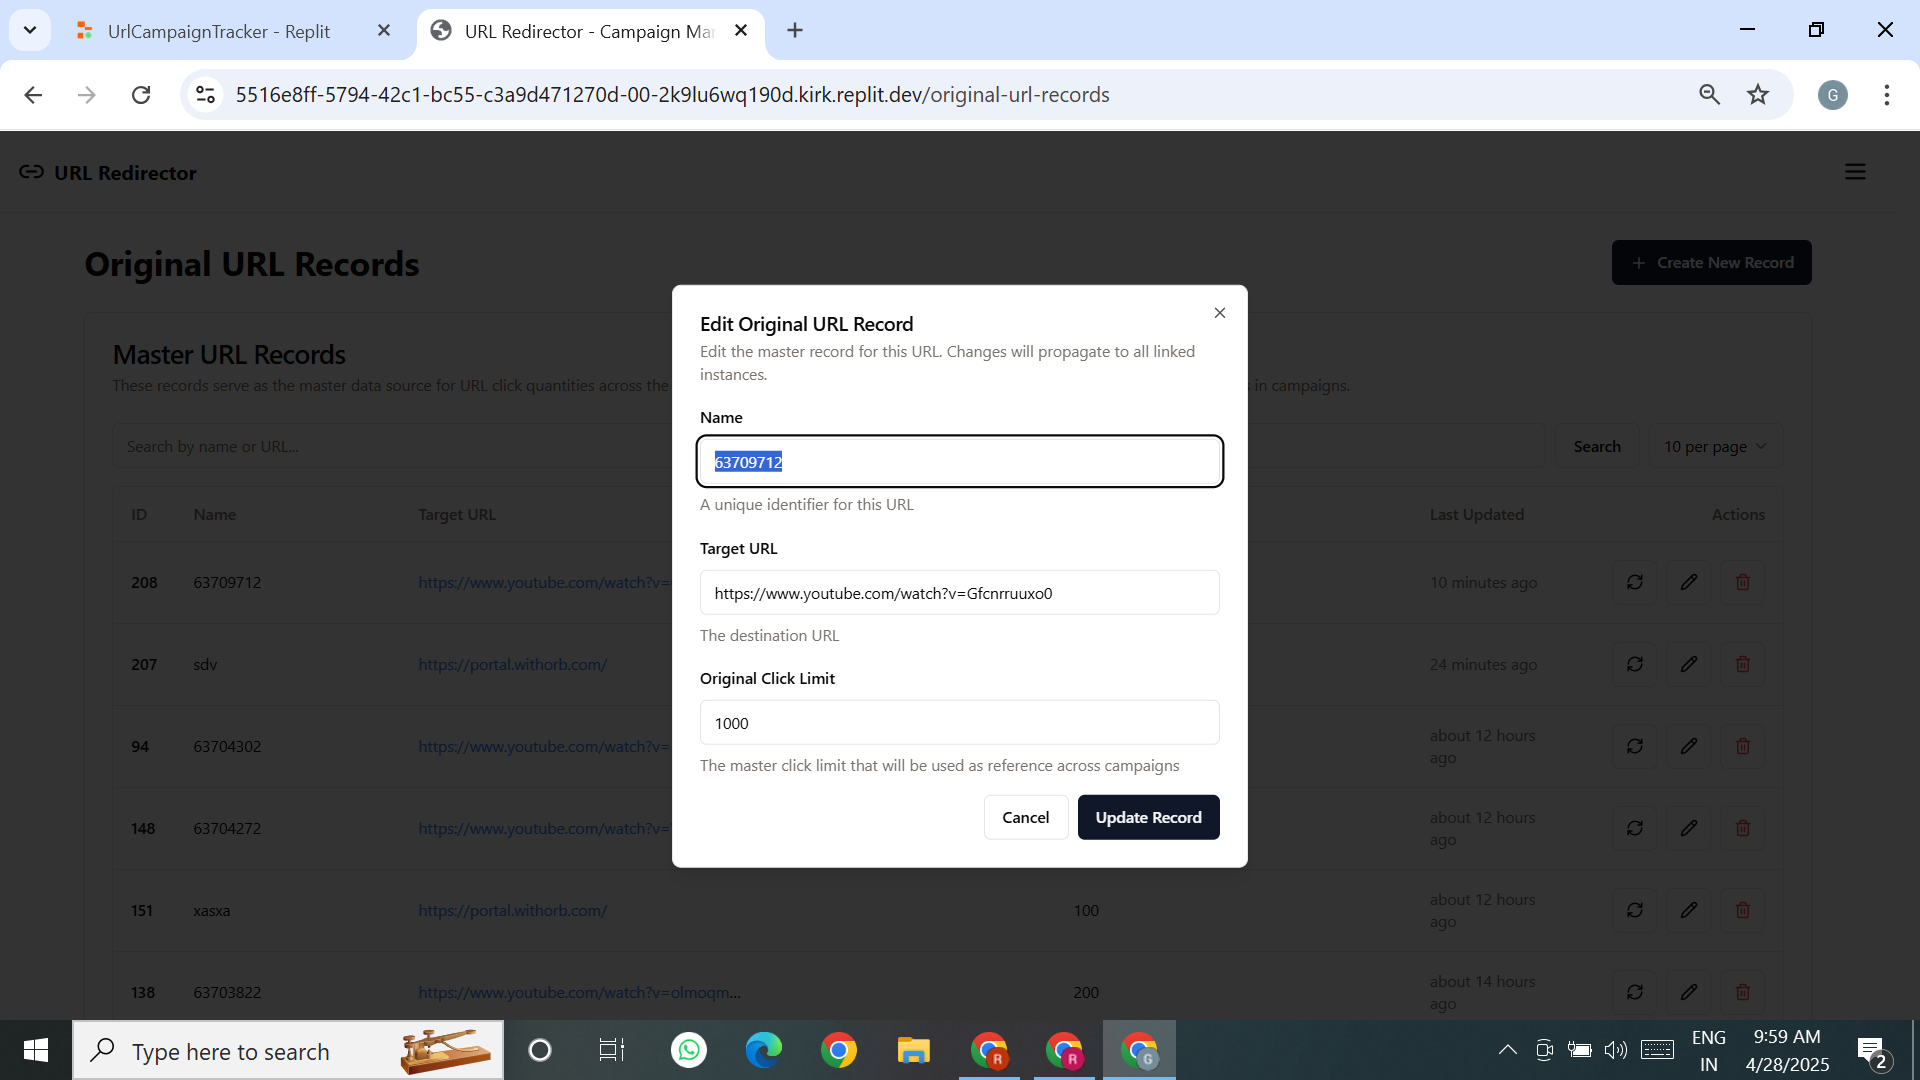 UrlCampaignTracker - Replit
URL Redirector - Campaign Ma
5516e8ff-5794-42c1-bc55-c3a9d471270d-00-2k9lu6wq190d.kirk.replit.dev/original-url-records
G
URL Redirector
Original URL Records
Create New Record
Master URL Records
These records serve as the master data source for URL click quantities across the
in campaigns.
Search by name or URL...
Search
10 per page
ID Name Target URL Last Updated Actions
208 63709712 https://www.youtube.com/watch?v= 10 minutes ago
207 sdv https://portal.withorb.com/ 24 minutes ago
94 63704302 https://www.youtube.com/watch?v= about 12 hours ago
148 63704272 https://www.youtube.com/watch?v= about 12 hours ago
151 xasxa https://portal.withorb.com/ 100 about 12 hours ago
138 63703822 https://www.youtube.com/watch?v=olmoqm... 200 about 14 hours ago
Edit Original URL Record
Edit the master record for this URL. Changes will propagate to all linked
instances.
Name
63709712
A unique identifier for this URL
Target URL
https://www.youtube.com/watch?v=Gfcnrruuxo0
The destination URL
Original Click Limit
1000
The master click limit that will be used as reference across campaigns
Cancel
Update Record
Type here to search
R
R
G
ENG
IN
9:59 AM
4/28/2025
2